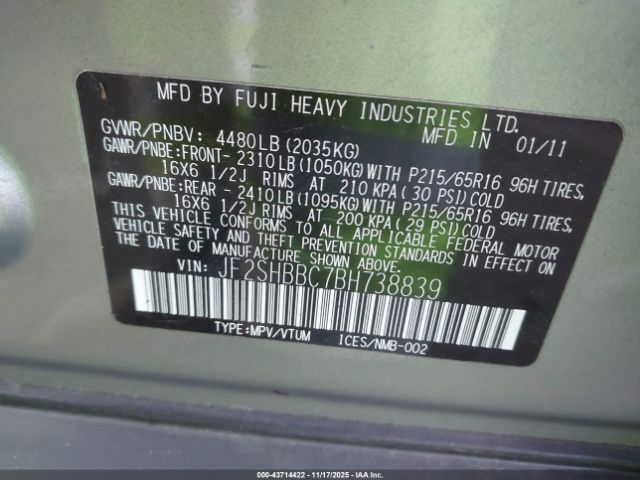 MFD BY FUJI HEAVY INDUSTRIES LTD.
MFD IN 01/11
GVWR/PNBV: 4480LB(2035KG)
GAWR/PNBE:FRONT- 2310LB(1050KG)WITH P215/65R16 96H TIRES,
16X6 1/2J RIMS AT 210 KPA(30 PSI)COLD
GAWR/PNBE:REAR - 2410LB(1095KG)WITH P215/65R16 96H TIRES,
16X6 1/2J RIMS AT 200 KPA(29 PSI)COLD
THIS VEHICLE CONFORMS TO ALL APPLICABLE FEDERAL MOTOR
VEHICLE SAFETY AND THEFT PREVENTION STANDARDS IN EFFECT ON
THE DATE OF MANUFACTURE SHOWN ABOVE.
VIN: JF2SHBBC7BH738839
TYPE:MPV/VTUM ICES/NMB-002
000-43714422 - 11/17/2025 - COPYRIGHT IAA